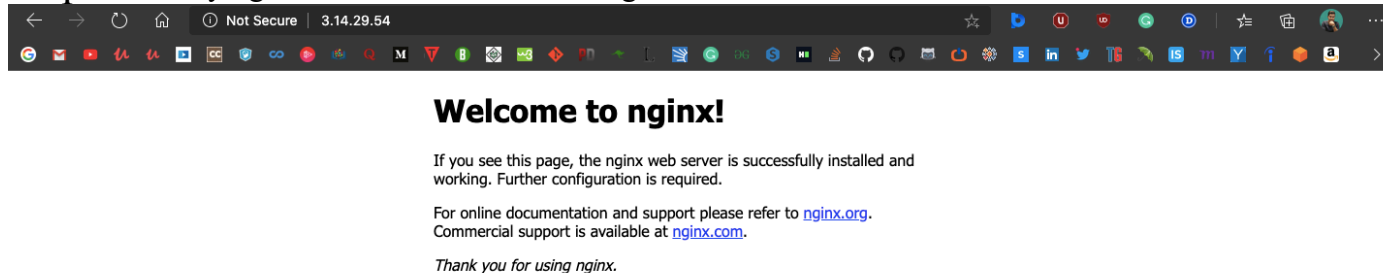 Not Secure | 3.14.29.54
Welcome to nginx!
If you see this page, the nginx web server is successfully installed and
working. Further configuration is required.
For online documentation and support please refer to nginx.org.
Commercial support is available at nginx.com.
Thank you for using nginx.